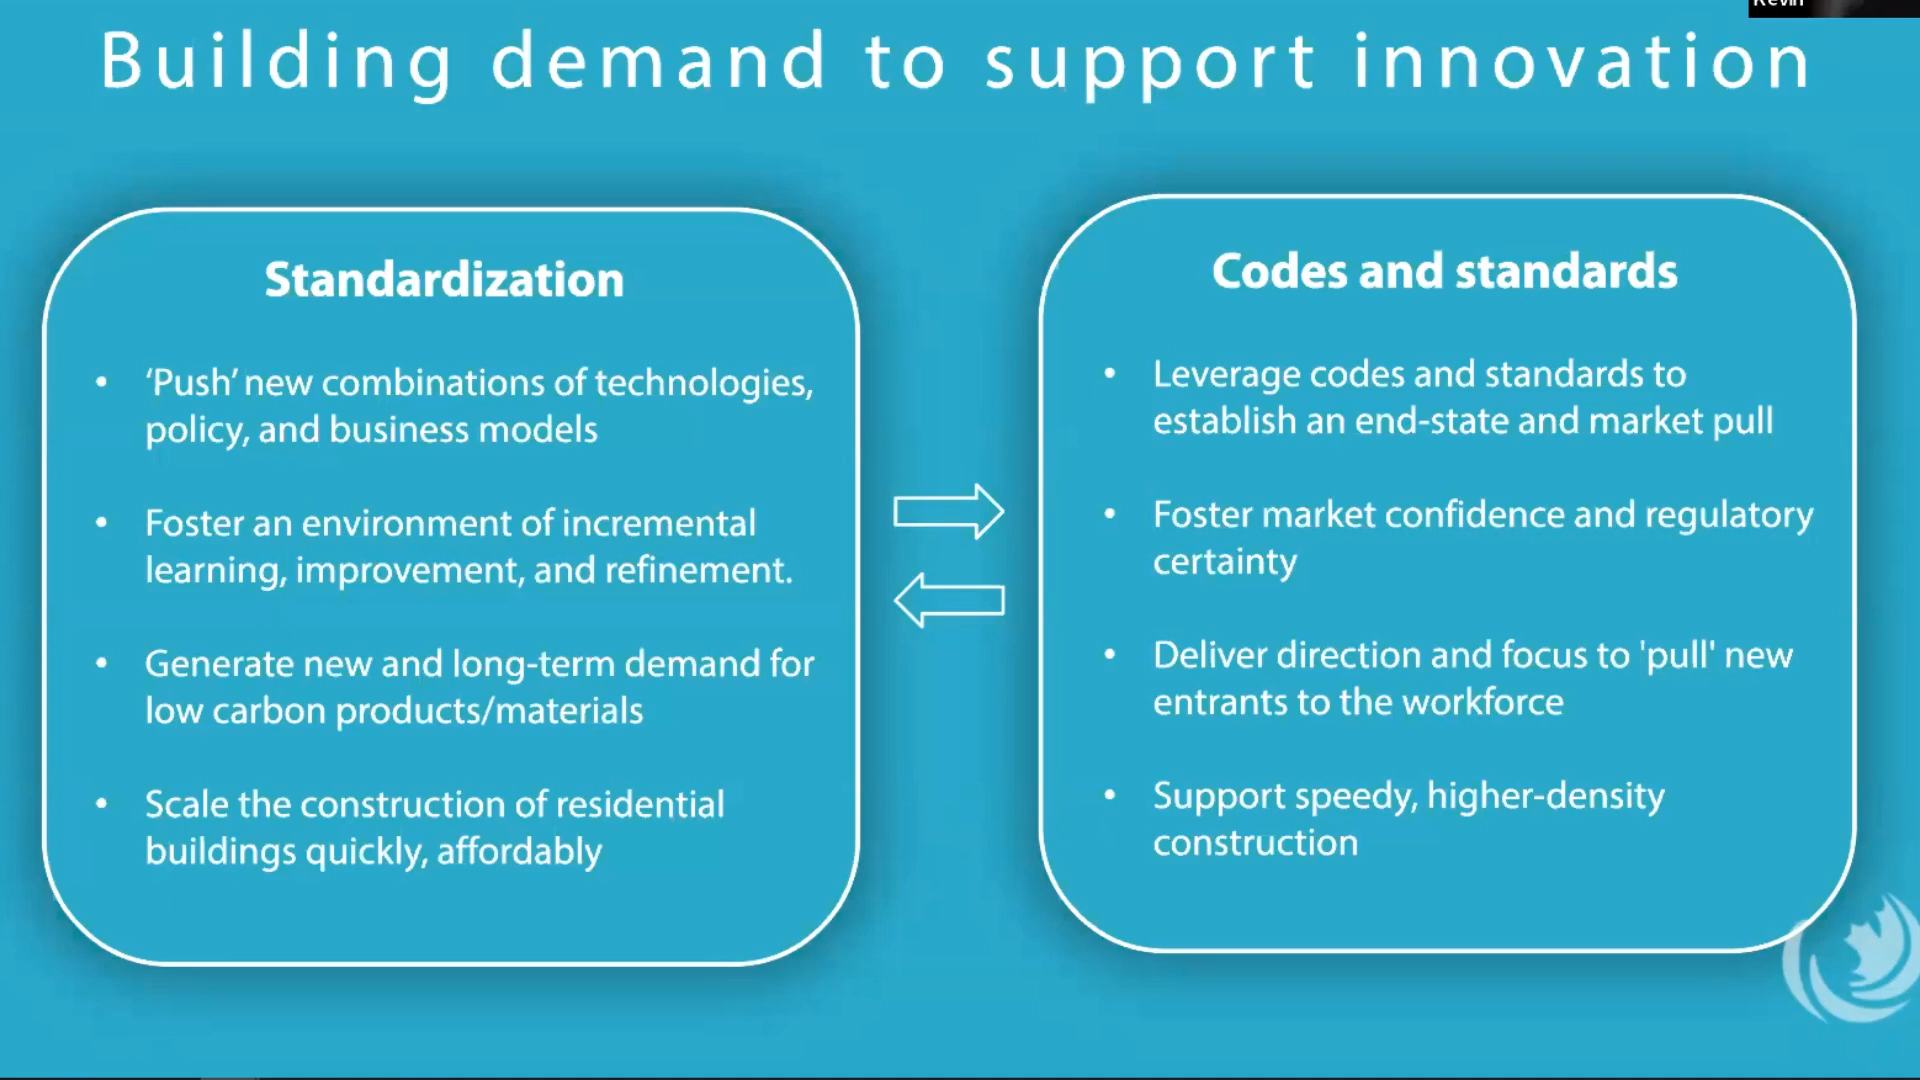 Kevin
Building demand to support innovation
Standardization
• ‘Push’ new combinations of technologies,
policy, and business models
• Foster an environment of incremental
learning, improvement, and refinement.
• Generate new and long-term demand for
low carbon products/materials
• Scale the construction of residential
buildings quickly, affordably
Codes and standards
• Leverage codes and standards to
establish an end-state and market pull
• Foster market confidence and regulatory
certainty
• Deliver direction and focus to 'pull' new
entrants to the workforce
• Support speedy, higher-density
construction